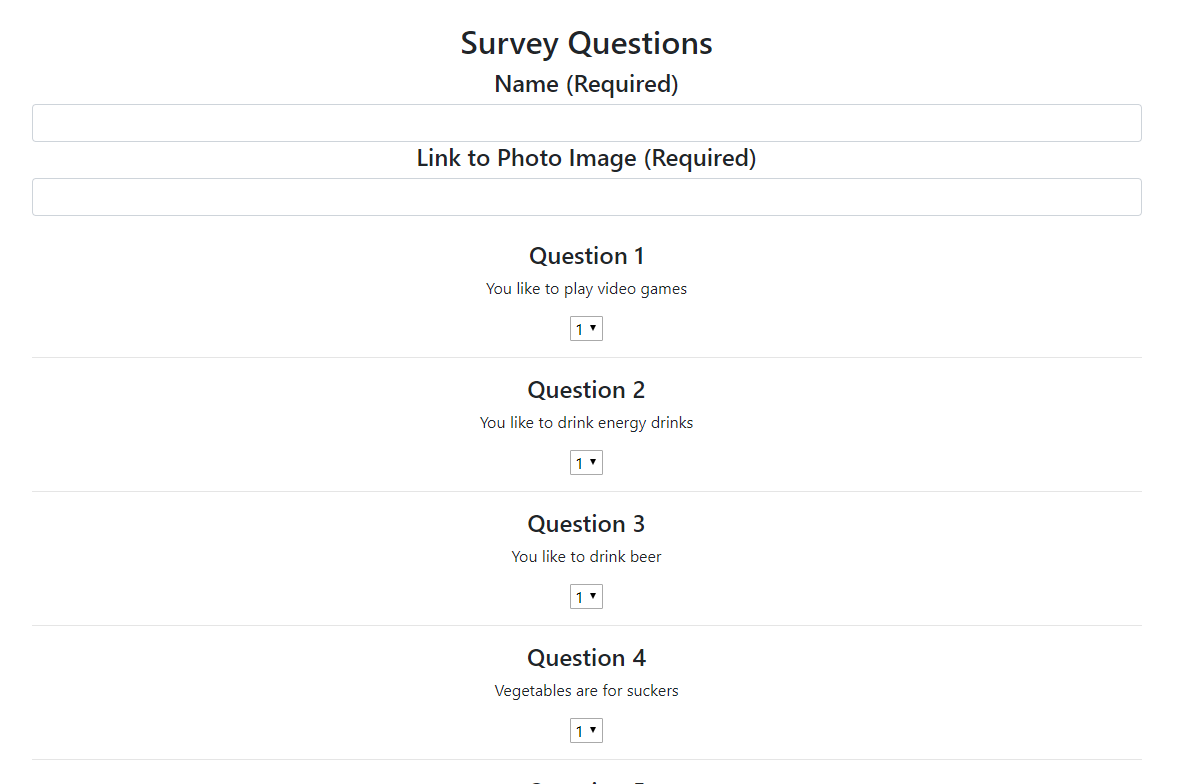 Survey Questions
Name (Required)
Link to Photo Image (Required)
Question 1
You like to play video games
1
Question 2
You like to drink energy drinks
1
Question 3
You like to drink beer
1
Question 4
Vegetables are for suckers
1